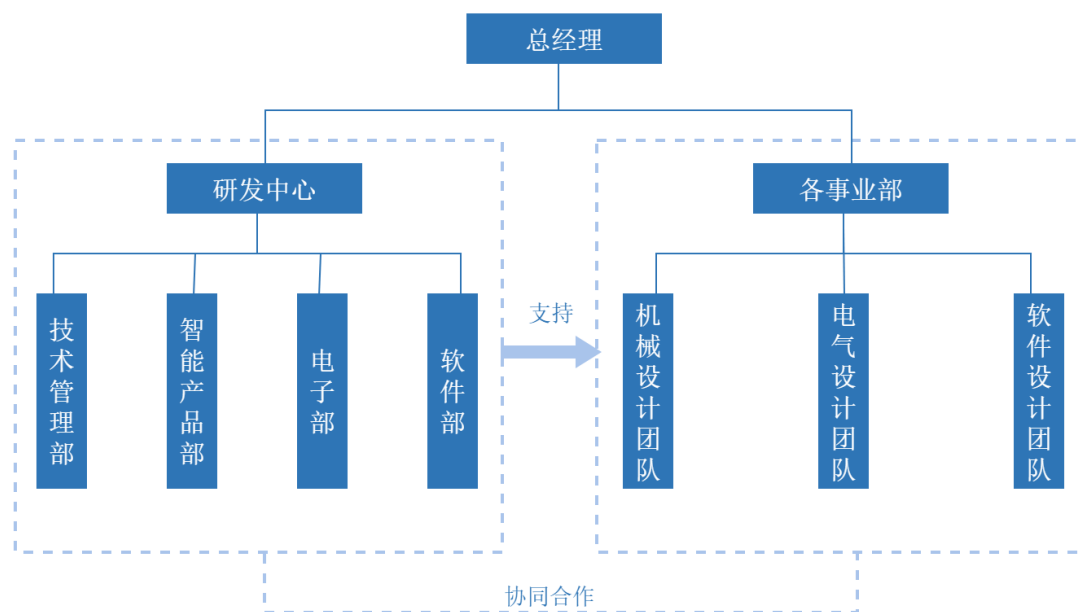 总经理
研发中心
各事业部
技术管理部
智能产品部
电子部
软件部
支持
机械设计团队
电气设计团队
软件设计团队
协同合作